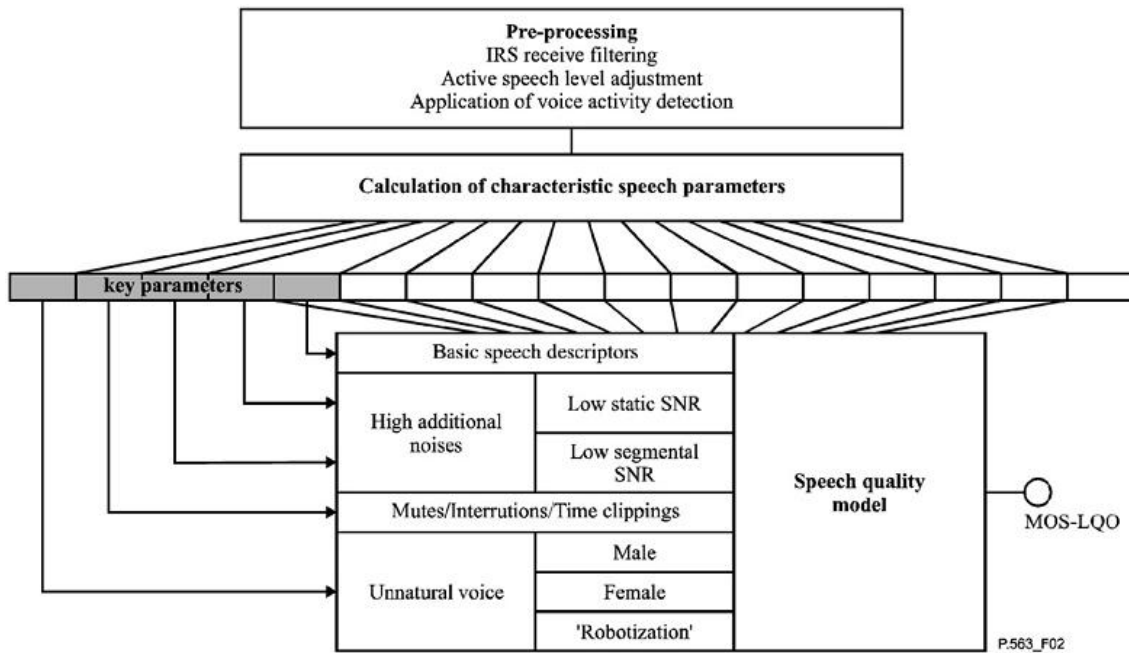 Pre-processing
IRS receive filtering
Active speech level adjustment
Application of voice activity detection
Calculation of characteristic speech parameters
key parameters
Basic speech descriptors
High additional
noises
Low static SNR
Low segmental
SNR
Mutes/Interrutions/Time clippings
Unnatural voice
Male
Female
'Robotization'
Speech quality
model
MOS-LQO
P.563_F02